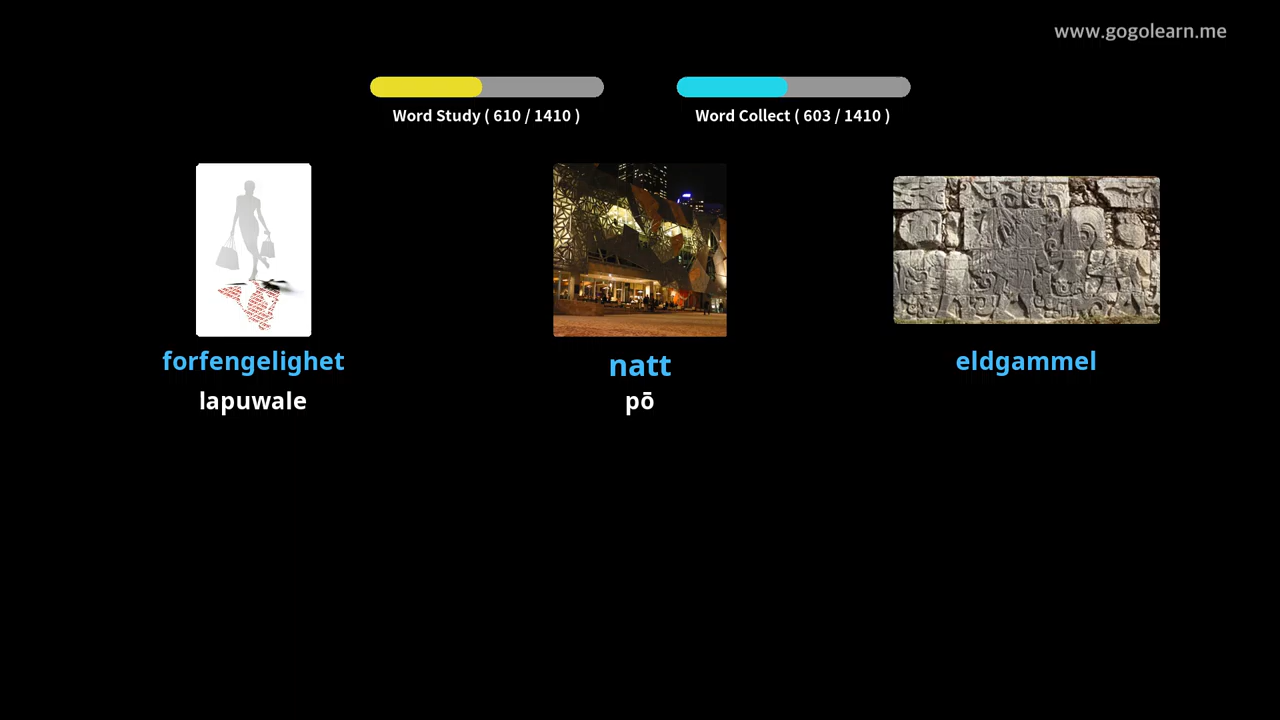 www.gogolearn.me
Word Study ( 610 / 1410 )
Word Collect ( 603 / 1410 )
forfengelighet
natt
eldgammel
lapuwale
pō